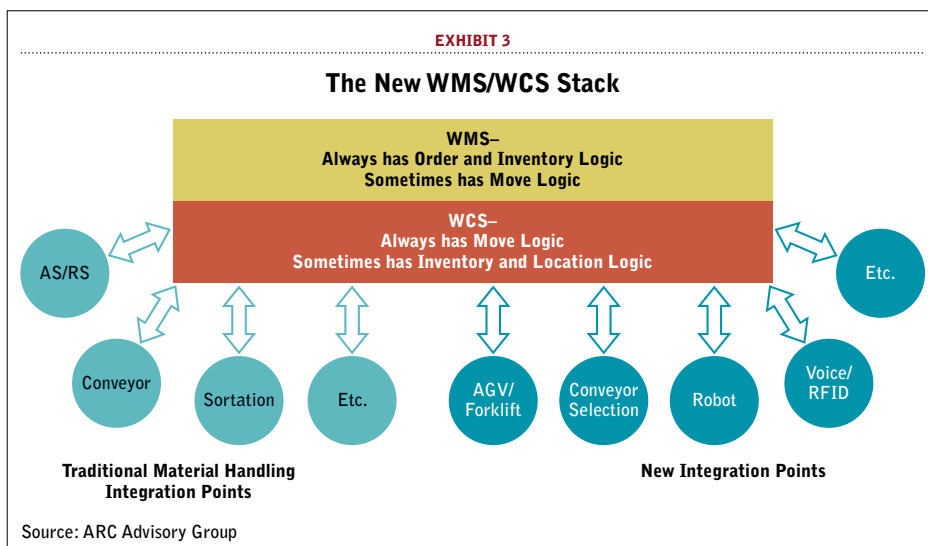 EXHIBIT 3
The New WMS/WCS Stack
WMS–
Always has Order and Inventory Logic
Sometimes has Move Logic
WCS–
Always has Move Logic
Sometimes has Inventory and Location Logic
AS/RS
Conveyor
Sortation
Etc.
AGV/
Forklift
Conveyor
Selection
Robot
Voice/
RFID
Etc.
Traditional Material Handling
Integration Points
New Integration Points
Source: ARC Advisory Group